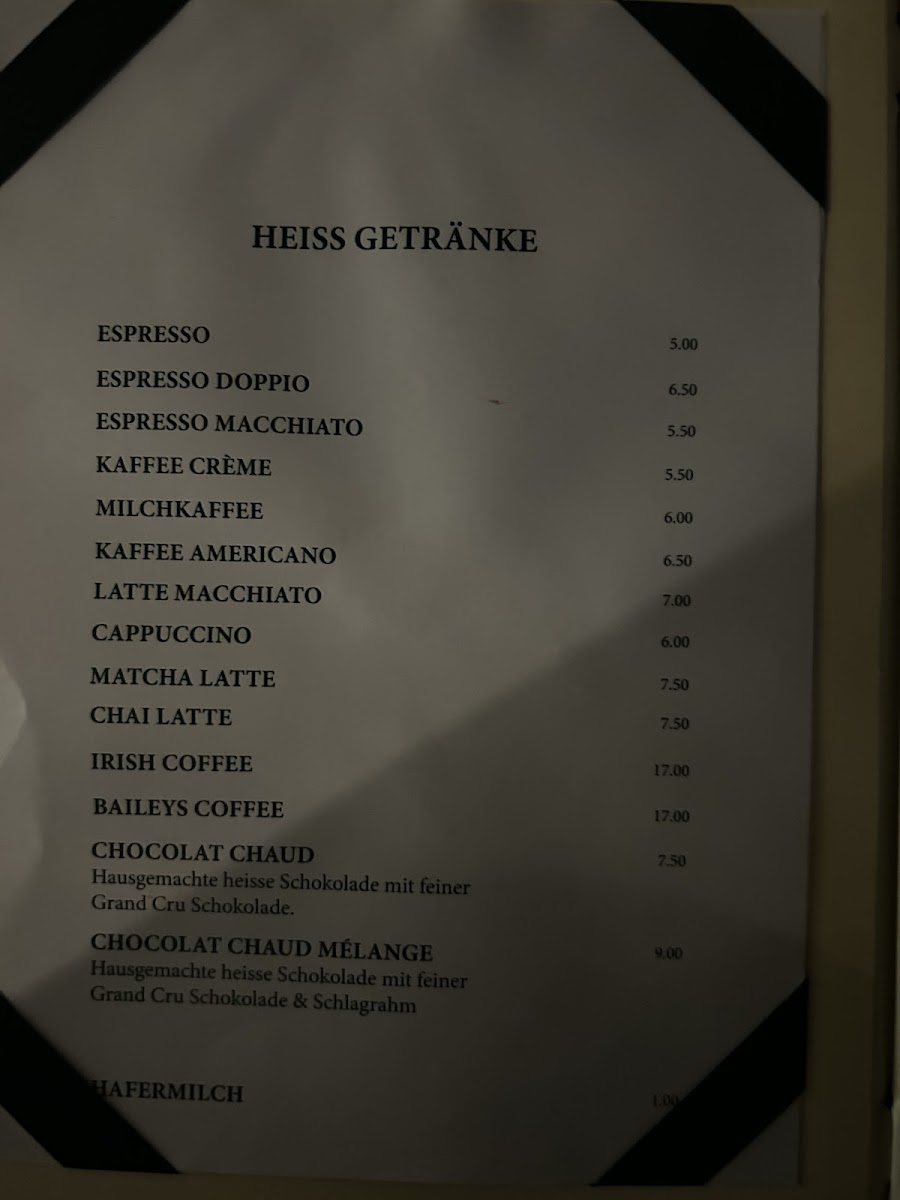 HEISS GETRÄNKE
ESPRESSO 5.00
ESPRESSO DOPPIO 6.50
ESPRESSO MACCHIATO 5.50
KAFFEE CRÈME 5.50
MILCHKAFFEE 6.00
KAFFEE AMERICANO 6.50
LATTE MACCHIATO 7.00
CAPPUCCINO 6.00
MATCHA LATTE 7.50
CHAI LATTE 7.50
IRISH COFFEE 17.00
BAILEYS COFFEE 17.00
CHOCOLAT CHAUD 7.50
Hausgemachte heisse Schokolade mit feiner
Grand Cru Schokolade.
CHOCOLAT CHAUD MÉLANGE 9.00
Hausgemachte heisse Schokolade mit feiner
Grand Cru Schokolade & Schlagrahm
HAFERMILCH 1.00